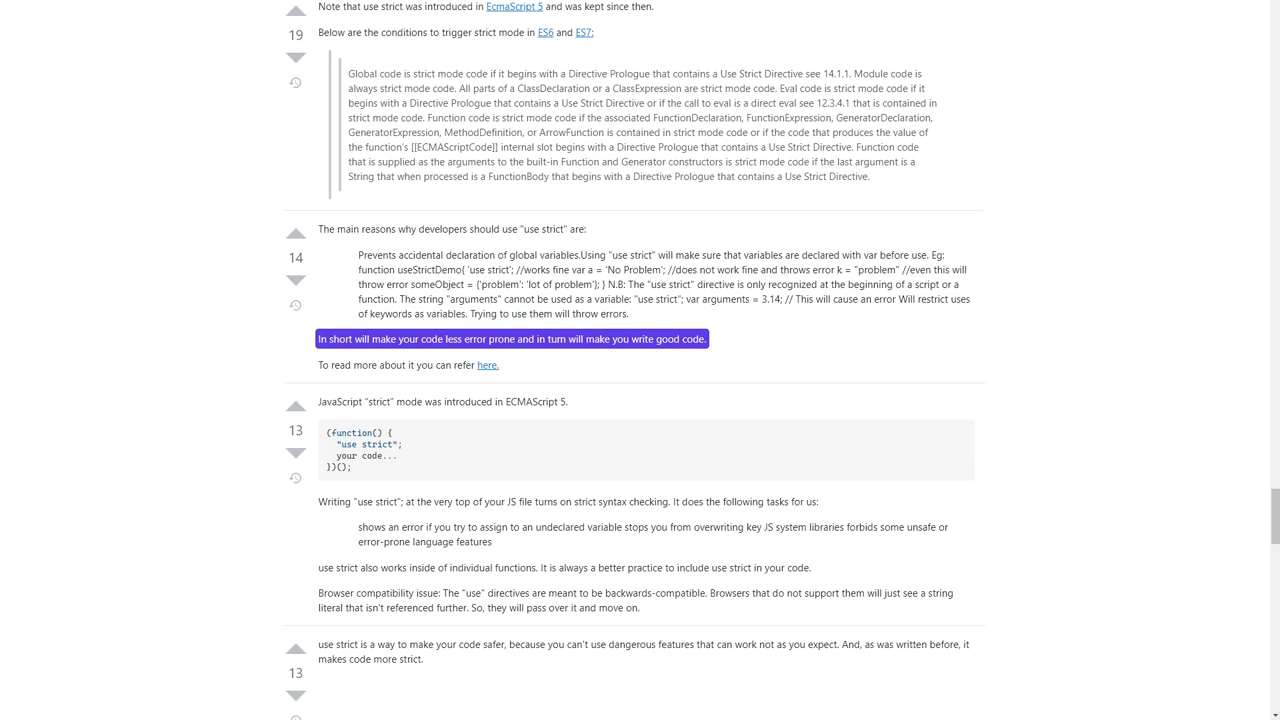 Note that use strict was introduced in EcmaScript 5 and was kept since then.
19
Below are the conditions to trigger strict mode in ES6 and ES7:
Global code is strict mode code if it begins with a Directive Prologue that contains a Use Strict Directive see 14.1.1. Module code is
always strict mode code. All parts of a ClassDeclaration or a ClassExpression are strict mode code. Eval code is strict mode code if it
begins with a Directive Prologue that contains a Use Strict Directive or if the call to eval is a direct eval see 12.3.4.1 that is contained in
strict mode code. Function code is strict mode code if the associated FunctionDeclaration, FunctionExpression, GeneratorDeclaration,
GeneratorExpression, MethodDefinition, or ArrowFunction is contained in strict mode code or if the code that produces the value of
the function's [[ECMAScriptCode]] internal slot begins with a Directive Prologue that contains a Use Strict Directive. Function code
that is supplied as the arguments to the built-in Function and Generator constructors is strict mode code if the last argument is a
String that when processed is a FunctionBody that begins with a Directive Prologue that contains a Use Strict Directive.
The main reasons why developers should use "use strict" are:
14
Prevents accidental declaration of global variables.Using "use strict" will make sure that variables are declared with var before use. Eg:
function useStrictDemo{ 'use strict'; //works fine var a = 'No Problem'; //does not work fine and throws error k = "problem" //even this will
throw error someObject = {'problem': 'lot of problem'}; } N.B: The "use strict" directive is only recognized at the beginning of a script or a
function. The string "arguments" cannot be used as a variable: "use strict"; var arguments = 3.14; // This will cause an error Will restrict uses
of keywords as variables. Trying to use them will throw errors.
In short will make your code less error prone and in turn will make you write good code.
To read more about it you can refer here.
JavaScript "strict" mode was introduced in ECMAScript 5.
13
(function() {
"use strict";
your code...
})();
Writing "use strict"; at the very top of your JS file turns on strict syntax checking. It does the following tasks for us:
shows an error if you try to assign to an undeclared variable stops you from overwriting key JS system libraries forbids some unsafe or
error-prone language features
use strict also works inside of individual functions. It is always a better practice to include use strict in your code.
Browser compatibility issue: The "use" directives are meant to be backwards-compatible. Browsers that do not support them will just see a string
literal that isn't referenced further. So, they will pass over it and move on.
use strict is a way to make your code safer, because you can't use dangerous features that can work not as you expect. And, as was written before, it
makes code more strict.
13